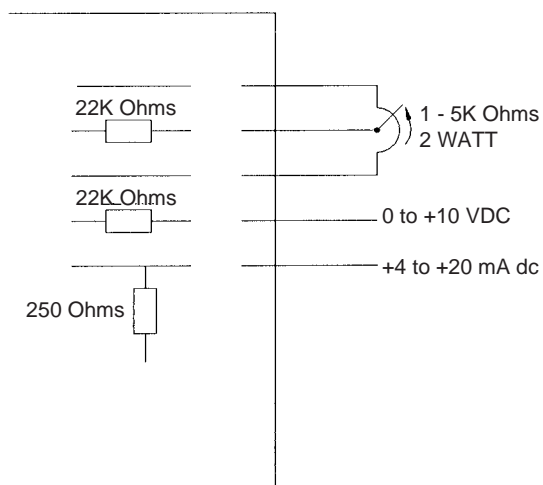 22K Ohms
1 - 5K Ohms
2 WATT
22K Ohms
0 to +10 VDC
+4 to +20 mA dc
250 Ohms